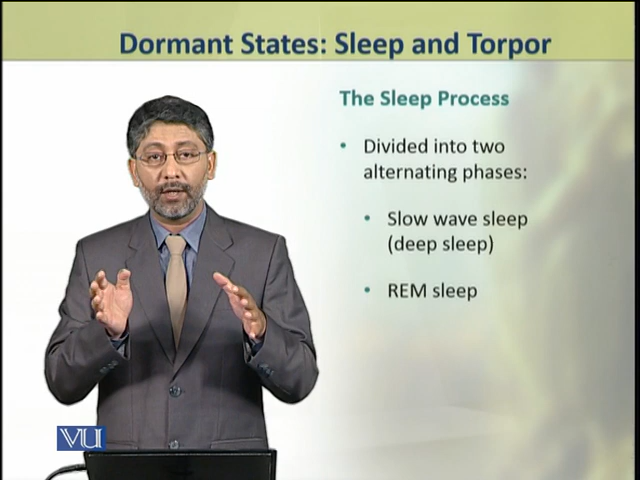 Dormant States: Sleep and Torpor
The Sleep Process
• Divided into two
alternating phases:
• Slow wave sleep
(deep sleep)
• REM sleep
VU